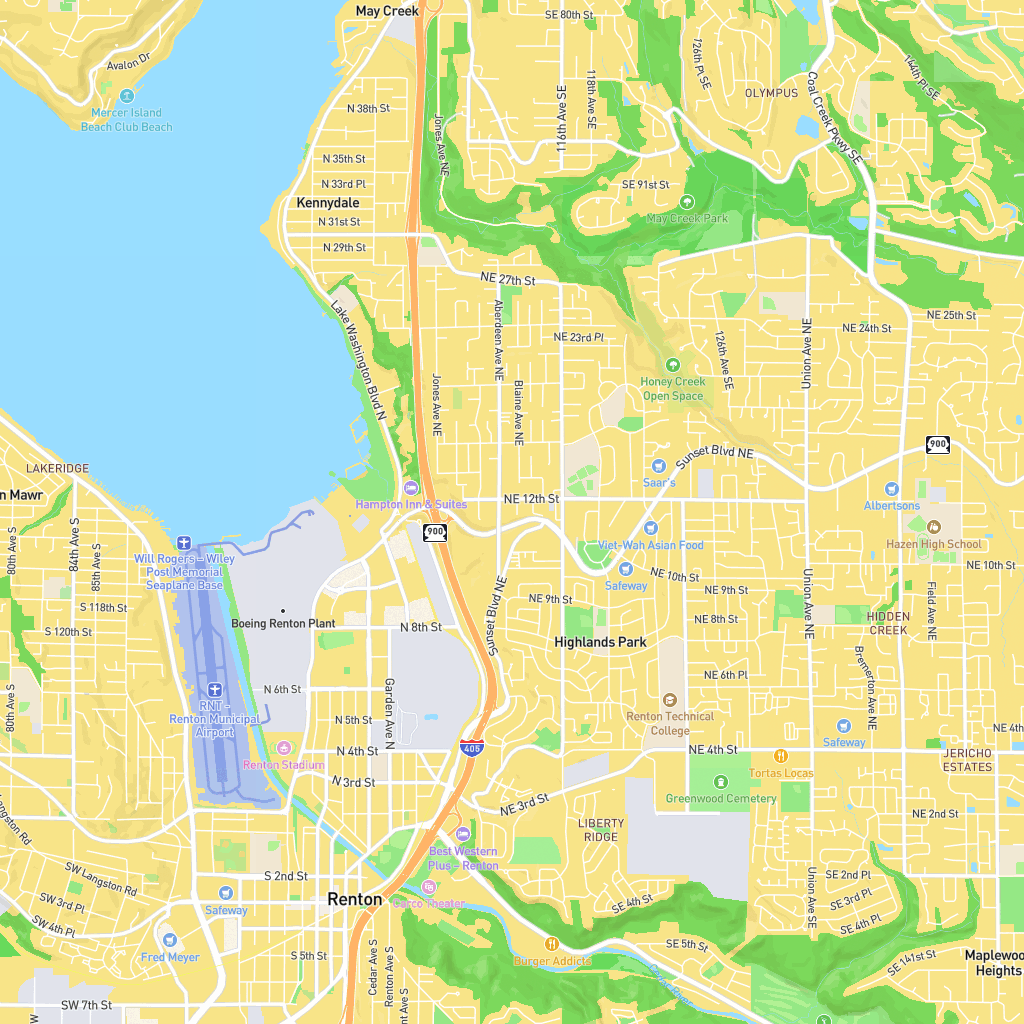 May Creek
SE 80th St
Avalon Dr
Mercer Island
Beach Club Beach
N 38th St
Jones Ave NE
116th Ave SE
118th Ave SE
126th Pl SE
OLYMPUS
144th Pl SE
Coal Creek Pkwy SE
N 35th St
N 33rd Pl
Kennydale
N 31st St
N 29th St
SE 91st St
May Creek Park
NE 27th St
Lake Washington Blvd N
Aberdeen Ave NE
NE 23rd Pl
126th Ave SE
Union Ave NE
NE 24th St
NE 25th St
Honey Creek
Open Space
Jones Ave NE
Blaine Ave NE
Sunset Blvd NE
900
LAKERIDGE
n Mawr
Saar's
Albertsons
Hampton Inn & Suites
NE 12th St
900
Viet-Wah Asian Food
Hazen High School
80th Ave S
84th Ave S
85th Ave S
Will Rogers – Wiley
Post Memorial
Seaplane Base
Safeway
NE 10th St
NE 10th St
NE 9th St
NE 9th St
S 118th St
S 120th St
Boeing Renton Plant
N 8th St
Sunset Blvd NE
Highlands Park
NE 8th St
Union Ave NE
HIDDEN
CREEK
Field Ave NE
Bremerton Ave NE
80th Ave S
N 6th St
Garden Ave N
NE 6th Pl
RNT -
Renton Municipal
Airport
N 5th St
Renton Technical
College
Safeway
NE 4th
Renton Stadium
N 4th St
405
NE 4th St
Tortas Locas
JERICHO
ESTATES
N 3rd St
NE 3rd St
Greenwood Cemetery
Langston Rd
LIBERTY
RIDGE
NE 2nd St
Best Western
Plus – Renton
SW Langston Rd
S 2nd St
Union Ave SE
SE 2nd Pl
SE 3rd Pl
SW 3rd Pl
Safeway
Renton
Carco Theater
SE 4th St
SE 4th Pl
SW 4th Pl
Fred Meyer
S 5th St
Cedar Ave S
Renton Ave S
Burger Addicts
SE 5th St
Cedar River
SE 141st St
Maplewoo
Heights
SW 7th St
nt Ave S